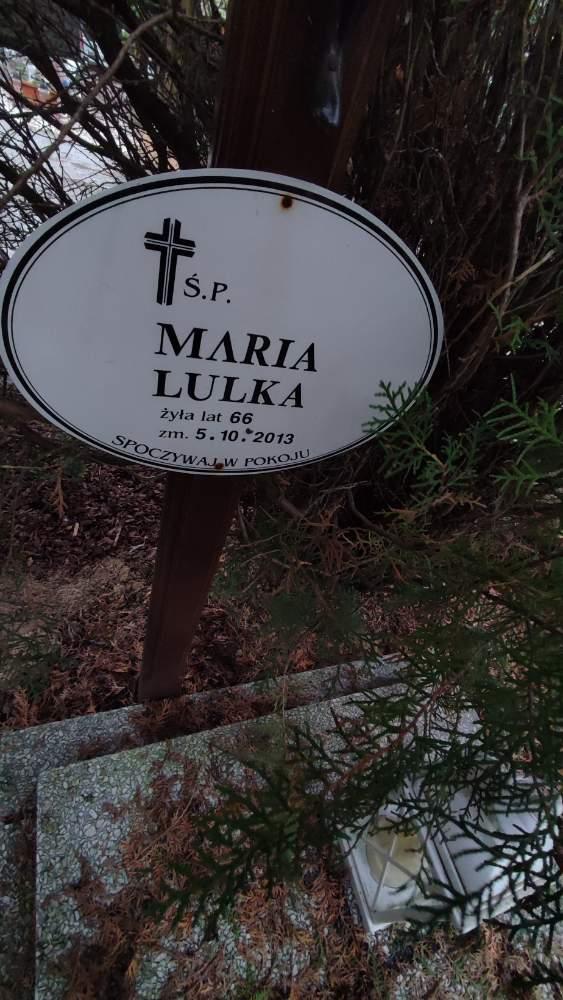 Ś.P.
MARIA
LULKA
żyła lat 66
zm. 5.10.2013
SPOCZYWAJ W POKOJU